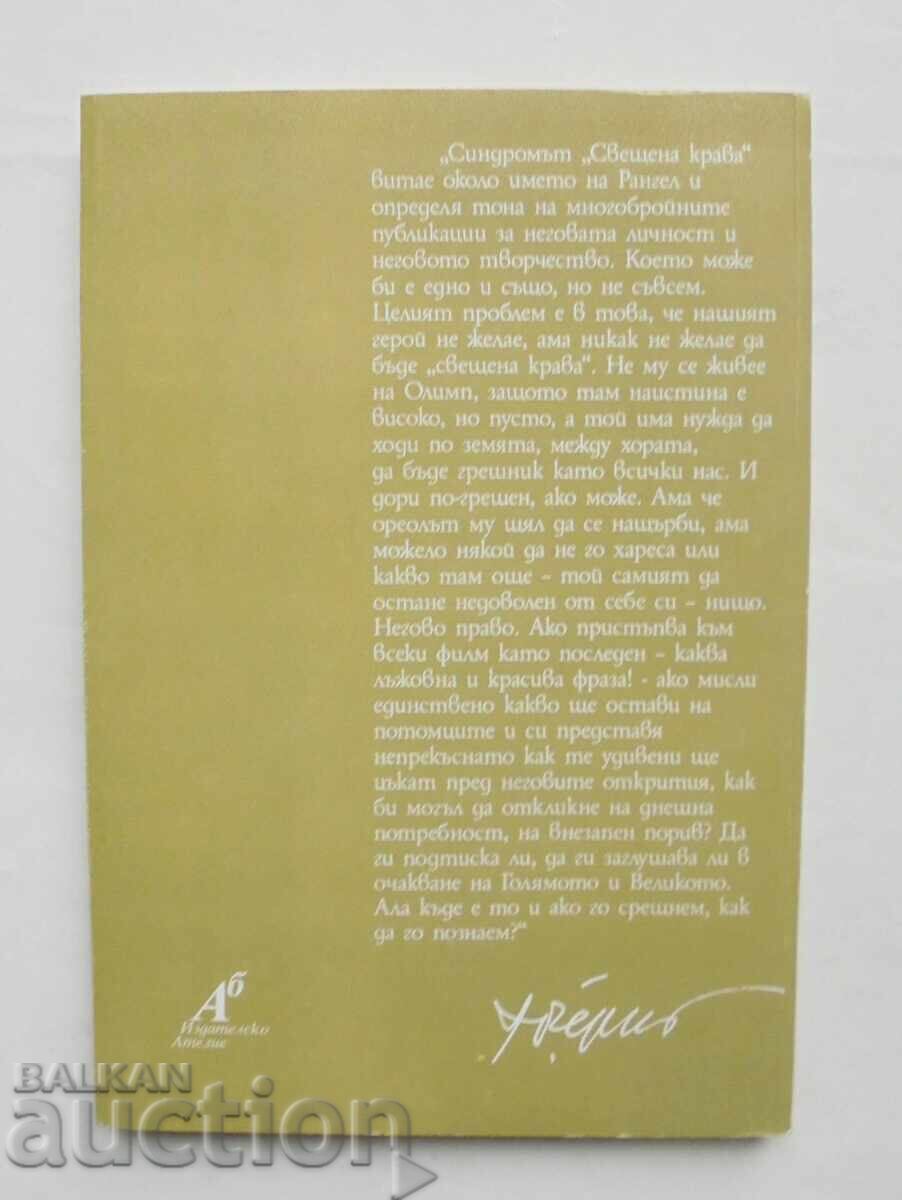 „Синдромът „Свещена крава“
витае около името на Рангел и
определя тона на многобройните
публикации за неговата личност и
неговото творчество. Което може
би е едно и също, но не съвсем.
Целият проблем е в това, че нашият
герой не желае, ама никак не желае да
бъде „свещена крава“. Не му се живее
на Олимп, защото там наистина е
високо, но пусто, а той има нужда да
ходи по земята, между хората,
да бъде грешник като всички нас. И
дори по-грешен, ако може. Ама че
ореолът му щял да се нащърби, ама
можело някой да не го хареса или
какво там още - той самият да
остане недоволен от себе си - нищо.
Негово право. Ако пристъпва към
всеки филм като последен - каква
лъжовна и красива фраза! - ако мисли
единствено какво ще остави на
потомците и си представя
непрекъснато как те удивени ще
цъкат пред неговите открития, как
би могъл да откликне на днешна
потребност, на внезапен порив? Да
ги подтиска ли, да ги заглушава ли в
очакване на Голямото и Великото.
Ала къде е то и ако го срещнем, как
да го познаем?“
Аб
Издателско
Ателие
BALKAN
auction